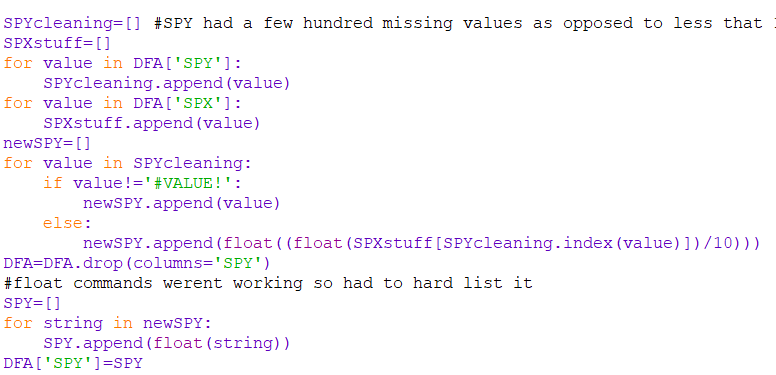 SPYcleaning=[] #SPY had a few hundred missing values as opposed to less that
SPXstuff=[]
for value in DFA['SPY']:
    SPYcleaning.append(value)
for value in DFA['SPX']:
    SPXstuff.append(value)
newSPY=[]
for value in SPYcleaning:
    if value!='#VALUE!':
        newSPY.append(value)
    else:
        newSPY.append(float((float(SPXstuff[SPYcleaning.index(value)])/10)))
DFA=DFA.drop(columns='SPY')
#float commands werent working so had to hard list it
SPY=[]
for string in newSPY:
    SPY.append(float(string))
DFA['SPY']=SPY